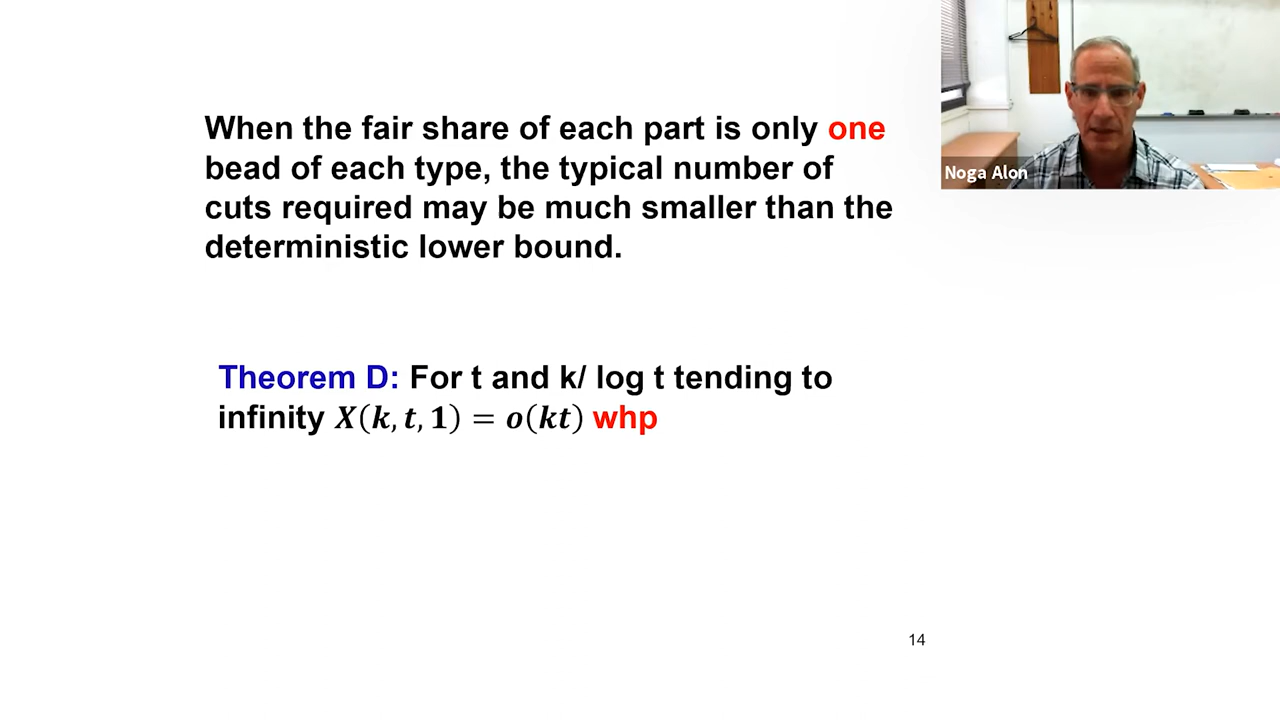 When the fair share of each part is only one
bead of each type, the typical number of
cuts required may be much smaller than the
deterministic lower bound.
Theorem D: For t and k/ log t tending to
infinity X(k, t, 1) = o(kt) whp
14
Noga Alon